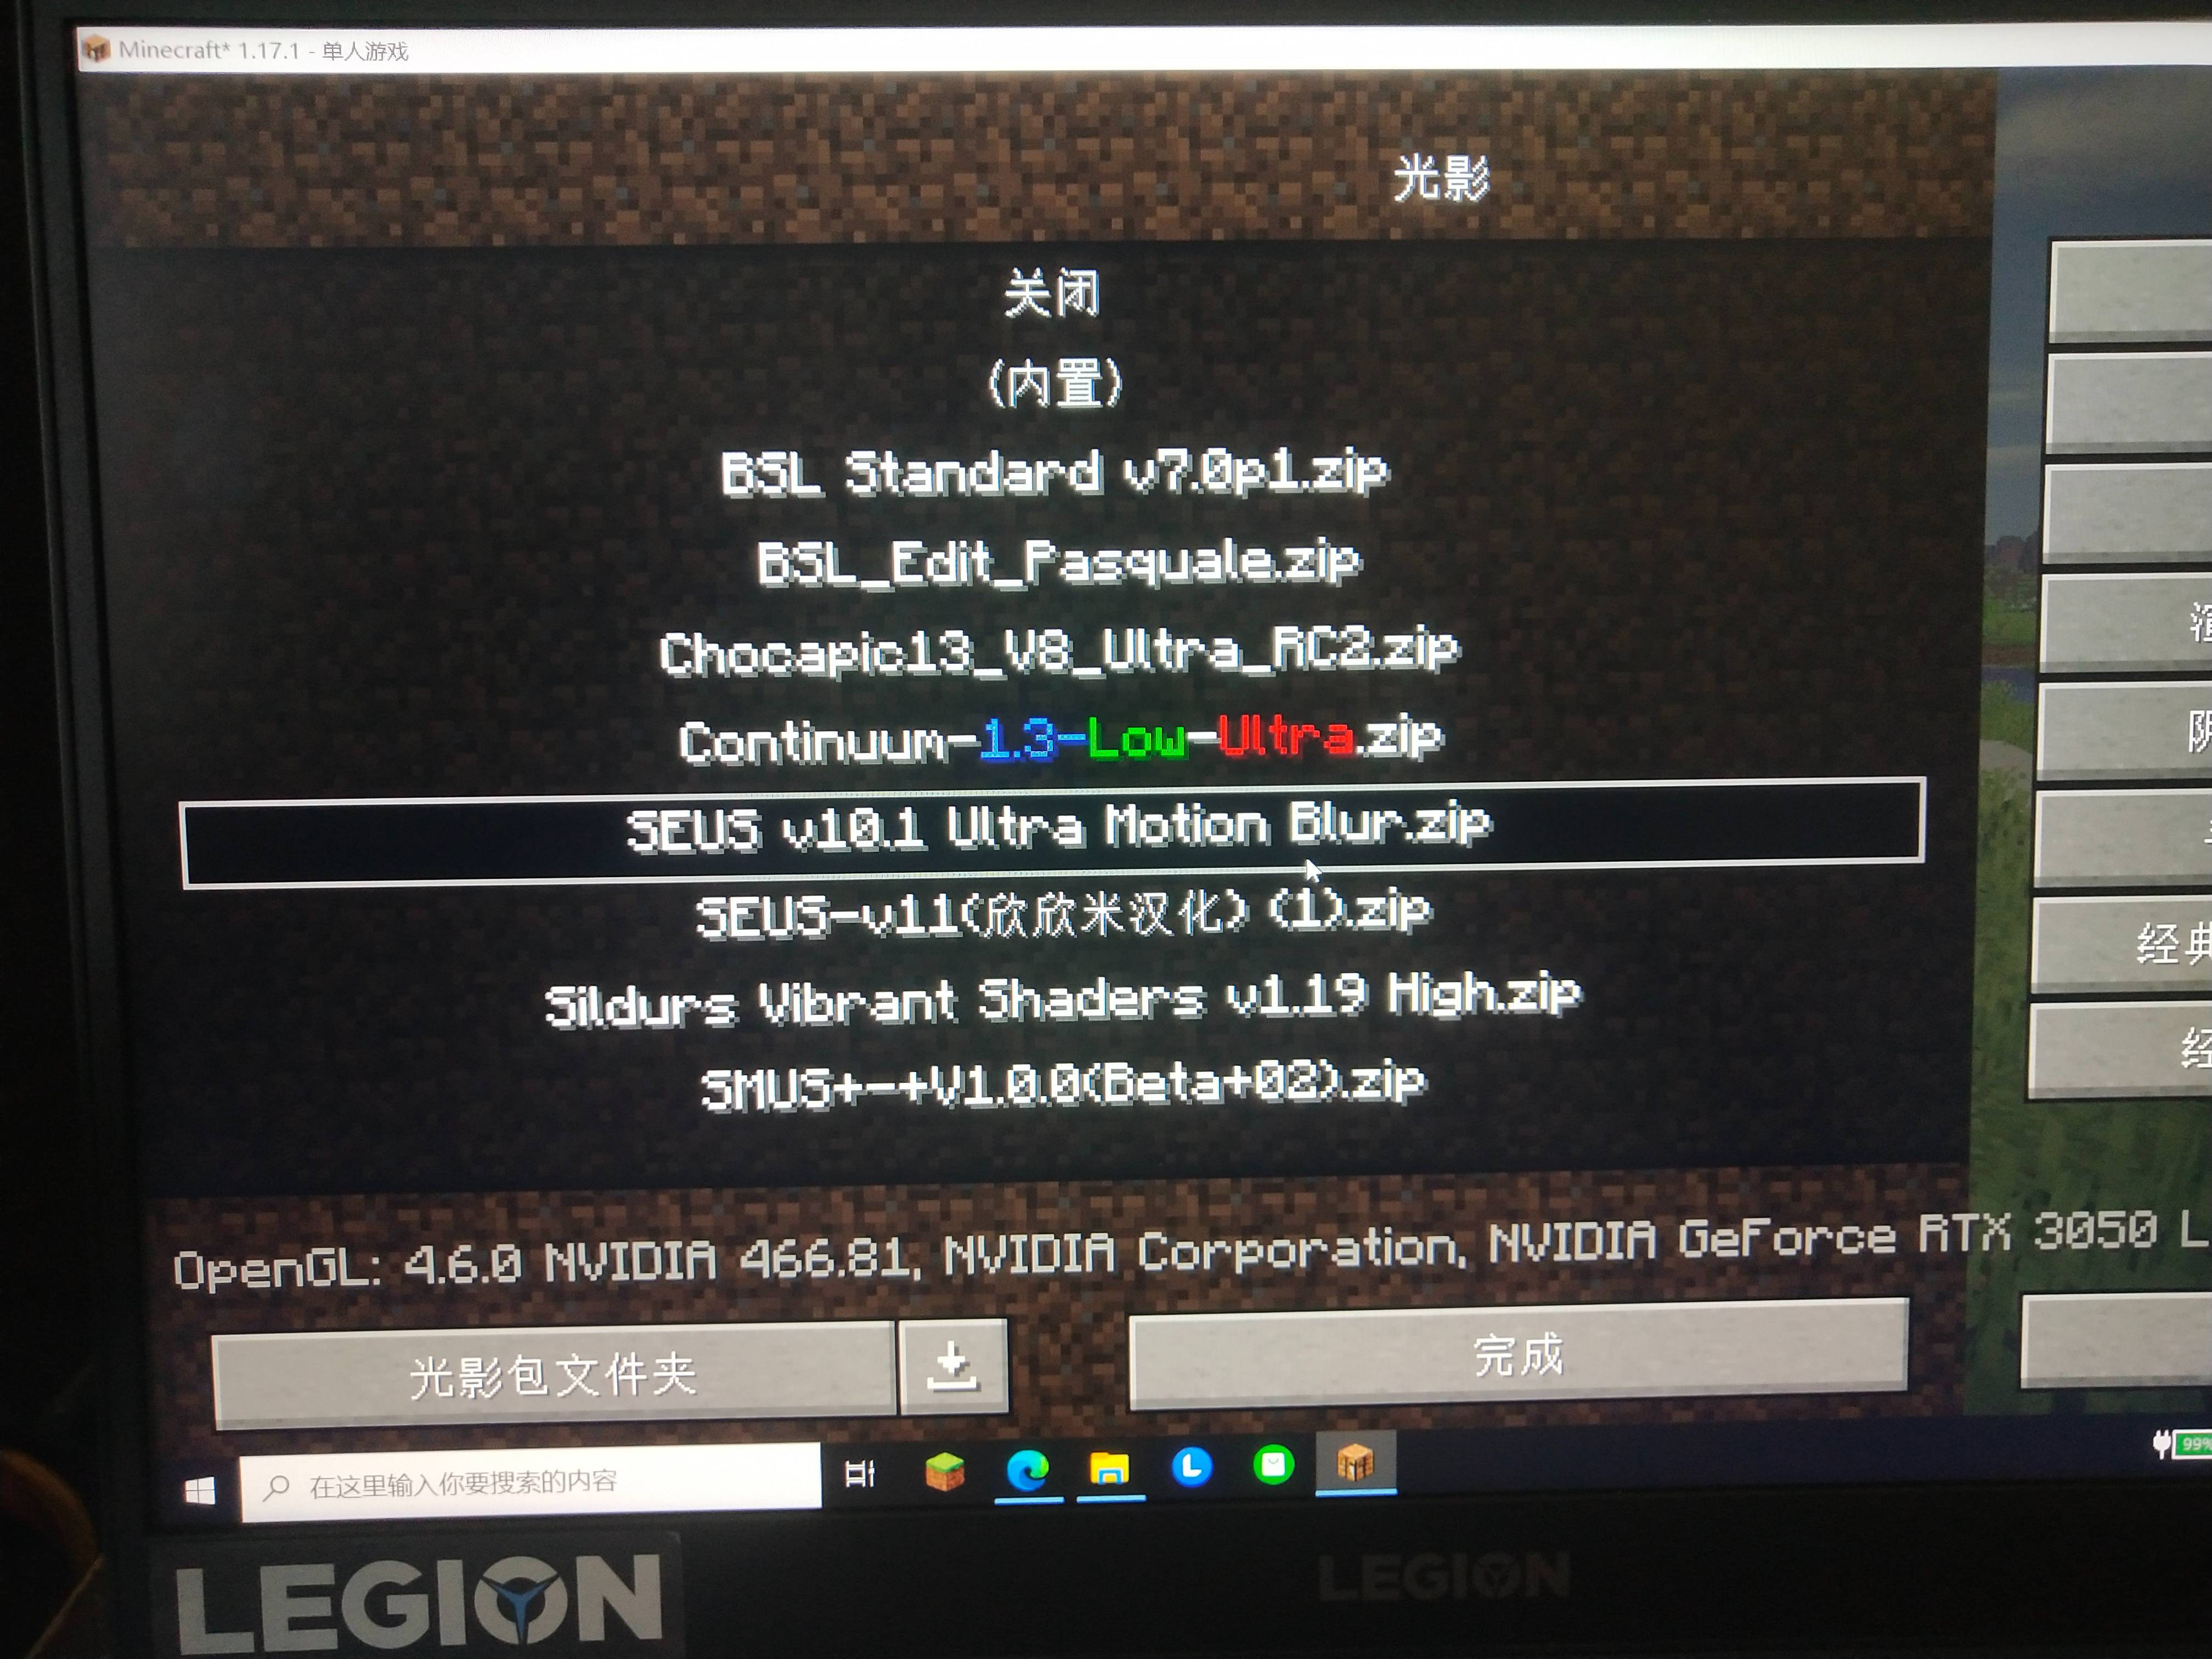 Minecraft* 1.17.1 - 单人游戏
光影
关闭
(内置)
BSL Standard v7.0p1.zip
BSL_Edit_Pasquale.zip
Chocapic13_V8_Ultra_RC2.zip
Continuum-1.3-Low-Ultra.zip
SEUS v10.1 Ultra Motion Blur.zip
SEUS-v11(欣欣米汉化) (1).zip
Sildurs Vibrant Shaders v1.19 High.zip
SMUS+-+V1.0.0(Beta+02).zip
经典
经
OpenGL: 4.6.0 NVIDIA 466.81, NVIDIA Corporation, NVIDIA GeForce RTX 3050 L
光影包文件夹
完成
在这里输入你要搜索的内容
99%
LEGION
LEGION